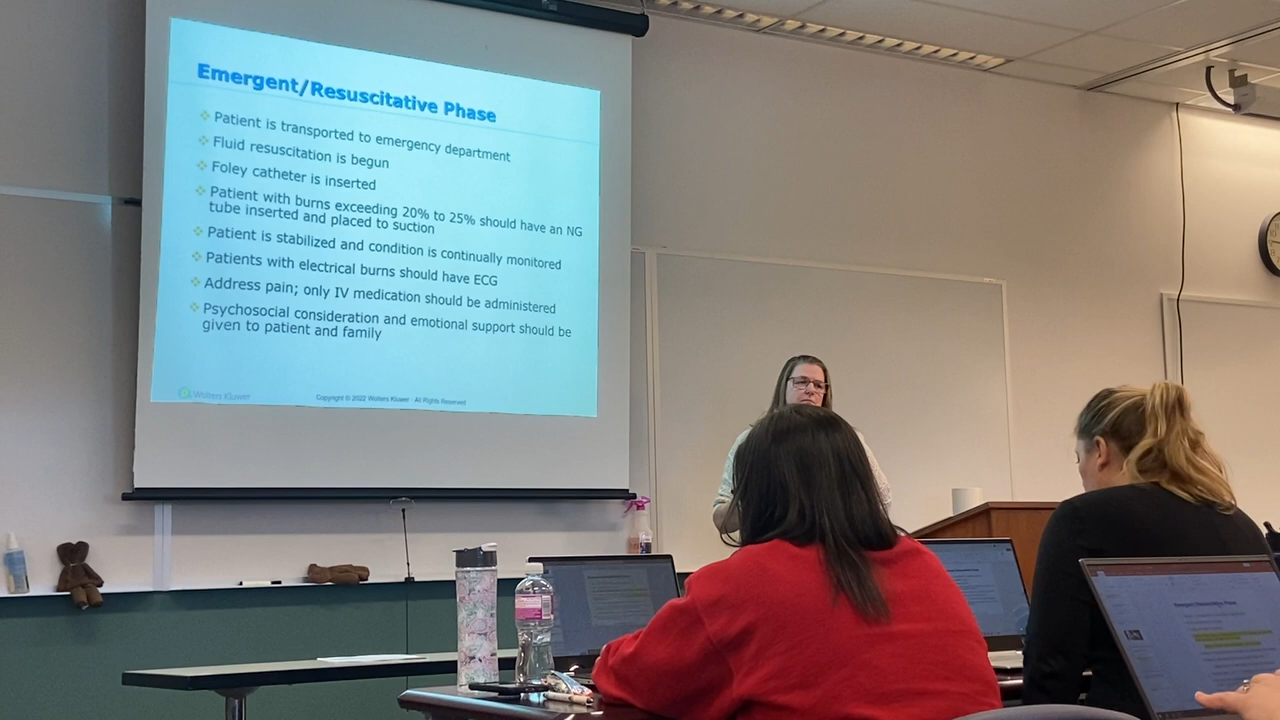 Emergent/Resuscitative Phase
Patient is transported to emergency department
Fluid resuscitation is begun
Foley catheter is inserted
Patient with burns exceeding 20% to 25% should have an NG
tube inserted and placed to suction
Patient is stabilized and condition is continually monitored
Patients with electrical burns should have ECG
Address pain; only IV medication should be administered
Psychosocial consideration and emotional support should be
given to patient and family
Wolters Kluwer
Copyright © 2022 Wolters Kluwer · All Rights Reserved
Emergent/Resuscitative Phase